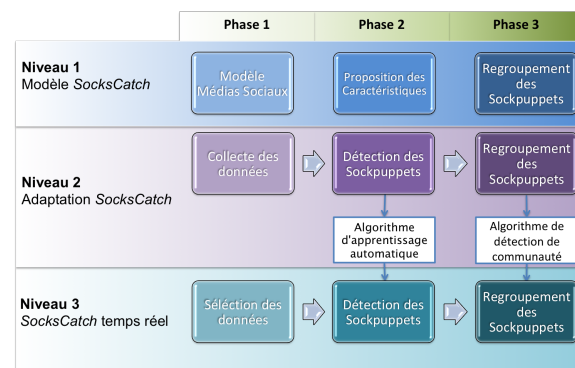 Phase 1
Phase 2
Phase 3
Niveau 1
Modèle SocksCatch
Modèle
Médias Sociaux
Proposition des
Caractéristiques
Regroupement
des
Sockpuppets
Niveau 2
Adaptation SocksCatch
Collecte des
données
Détection des
Sockpuppets
Regroupement
des
Sockpuppets
Algorithme
d'apprentissage
automatique
Algorithme de
détection de
communauté
Niveau 3
SocksCatch temps réel
Séléction des
données
Détection des
Sockpuppets
Regroupement
des
Sockpuppets